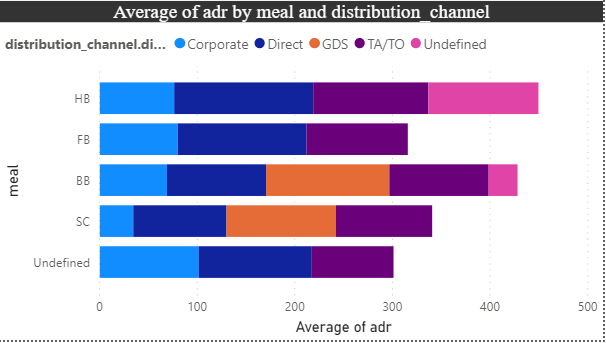 Average of adr by meal and distribution_channel
distribution_channel.di... Corporate Direct GDS TA/TO Undefined
meal
HB
FB
BB
SC
Undefined
0 100 200 300 400 500
Average of adr